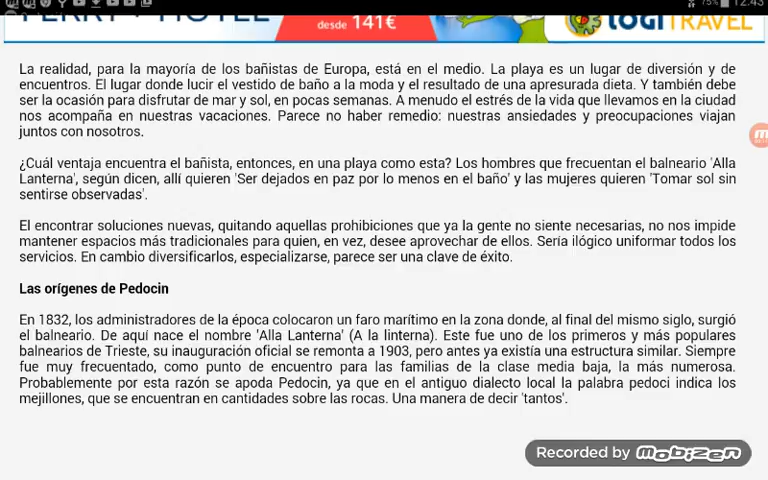 75% 12:43
desde 141€
LOGITRAVEL
La realidad, para la mayoría de los bañistas de Europa, está en el medio. La playa es un lugar de diversión y de
encuentros. El lugar donde lucir el vestido de baño a la moda y el resultado de una apresurada dieta. Y también debe
ser la ocasión para disfrutar de mar y sol, en pocas semanas. A menudo el estrés de la vida que llevamos en la ciudad
nos acompaña en nuestras vacaciones. Parece no haber remedio: nuestras ansiedades y preocupaciones viajan
juntos con nosotros.
¿Cuál ventaja encuentra el bañista, entonces, en una playa como esta? Los hombres que frecuentan el balneario 'Alla
Lanterna', según dicen, allí quieren 'Ser dejados en paz por lo menos en el baño' y las mujeres quieren 'Tomar sol sin
sentirse observadas'.
El encontrar soluciones nuevas, quitando aquellas prohibiciones que ya la gente no siente necesarias, no nos impide
mantener espacios más tradicionales para quien, en vez, desee aprovechar de ellos. Sería ilógico uniformar todos los
servicios. En cambio diversificarlos, especializarse, parece ser una clave de éxito.
Las orígenes de Pedocin
En 1832, los administradores de la época colocaron un faro marítimo en la zona donde, al final del mismo siglo, surgió
el balneario. De aquí nace el nombre 'Alla Lanterna' (A la linterna). Este fue uno de los primeros y más populares
balnearios de Trieste, su inauguración oficial se remonta a 1903, pero antes ya existía una estructura similar. Siempre
fue muy frecuentado, como punto de encuentro para las familias de la clase media baja, la más numerosa.
Probablemente por esta razón se apoda Pedocin, ya que en el antiguo dialecto local la palabra pedoci indica los
mejillones, que se encuentran en cantidades sobre las rocas. Una manera de decir 'tantos'.
Recorded by mobizen